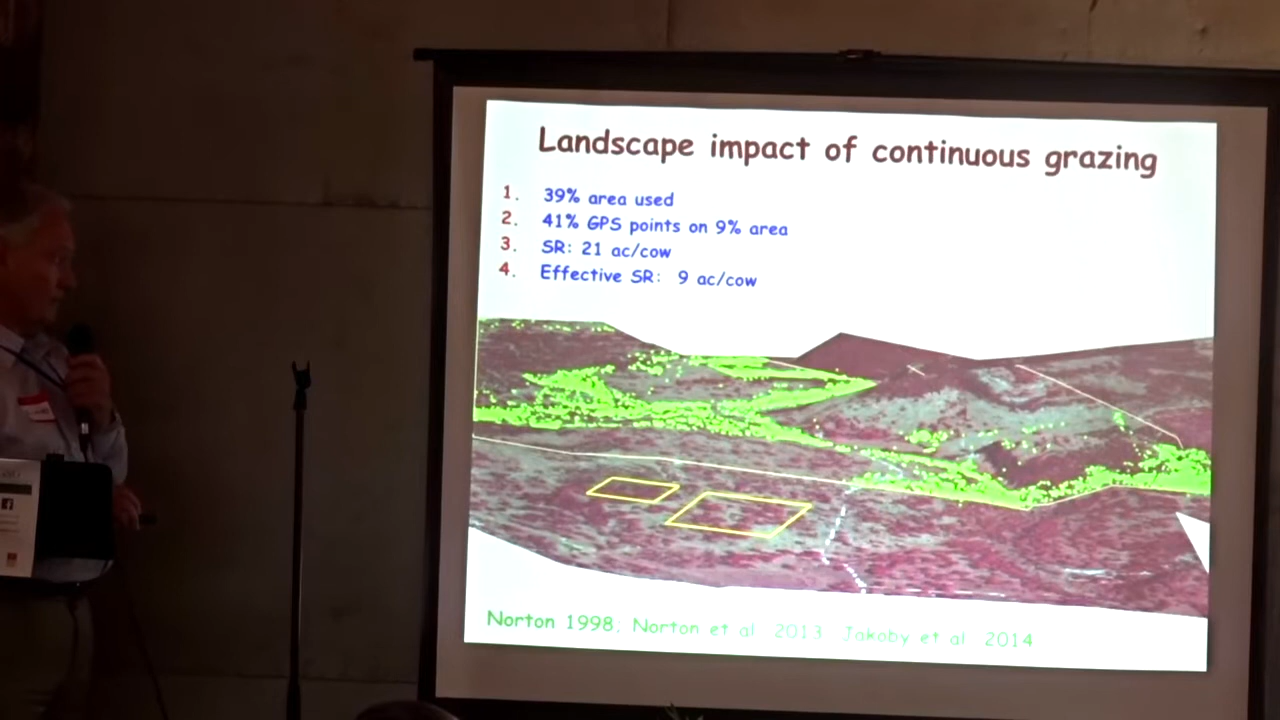 Landscape impact of continuous grazing
1. 39% area used
2. 41% GPS points on 9% area
3. SR: 21 ac/cow
4. Effective SR: 9 ac/cow
Norton 1998; Norton et al 2013 Jakoby et al 2014